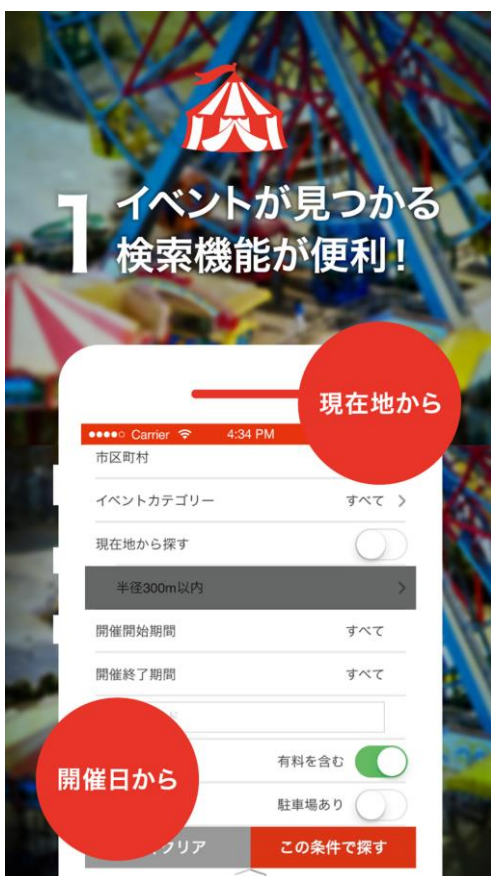 1
イベントが見つかる
検索機能が便利!
現在地から
Carrier 4:34 PM
市区町村
イベントカテゴリー すべて
現在地から探す
半径300m以内
開催開始期間 すべて
開催終了期間 すべて
有料を含む
開催日から
駐車場あり
クリア この条件で探す